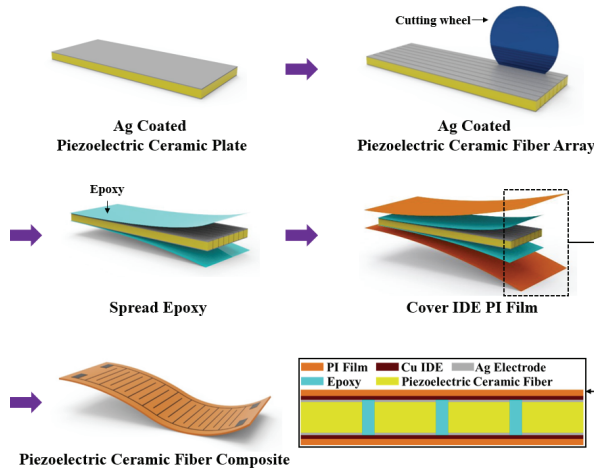 Cutting wheel
Ag Coated
Piezoelectric Ceramic Plate
Ag Coated
Piezoelectric Ceramic Fiber Array
Epoxy
Spread Epoxy
Cover IDE PI Film
Piezoelectric Ceramic Fiber Composite
PI Film Cu IDE Ag Electrode
Epoxy Piezoelectric Ceramic Fiber